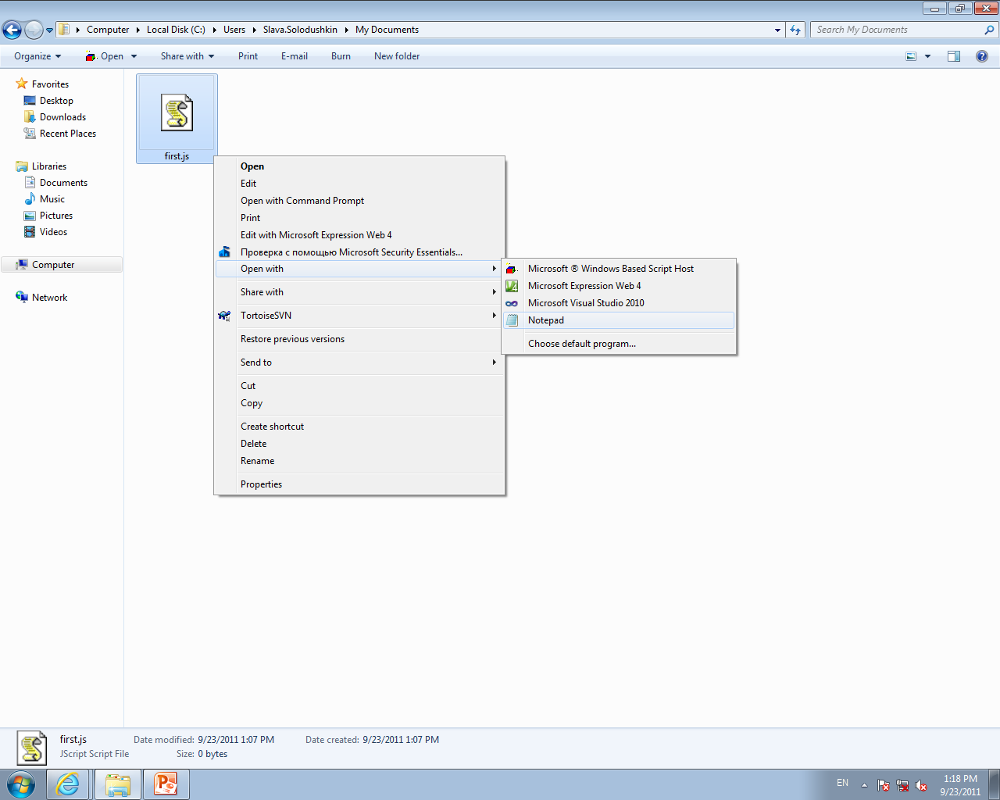 Computer Local Disk (C:) Users Slava.Solodushkin My Documents
Search My Documents
Organize Open Share with Print E-mail Burn New folder
Favorites
Desktop
Downloads
Recent Places
Libraries
Documents
Music
Pictures
Videos
Computer
Network
first.js
Open
Edit
Open with Command Prompt
Print
Edit with Microsoft Expression Web 4
Проверка с помощью Microsoft Security Essentials...
Open with
Share with
TortoiseSVN
Restore previous versions
Send to
Cut
Copy
Create shortcut
Delete
Rename
Properties
Microsoft ® Windows Based Script Host
Microsoft Expression Web 4
Microsoft Visual Studio 2010
Notepad
Choose default program...
first.js Date modified: 9/23/2011 1:07 PM Date created: 9/23/2011 1:07 PM
JScript Script File Size: 0 bytes
EN
1:18 PM
9/23/2011